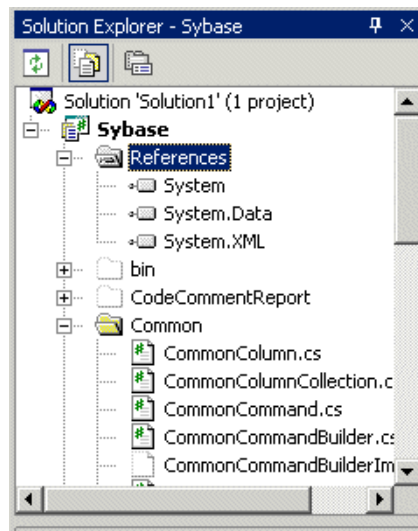 Solution Explorer - Sybase
Solution 'Solution1' (1 project)
Sybase
References
System
System.Data
System.XML
bin
CodeCommentReport
Common
CommonColumn.cs
CommonColumnCollection.c
CommonCommand.cs
CommonCommandBuilder.cs
CommonCommandBuilderIm